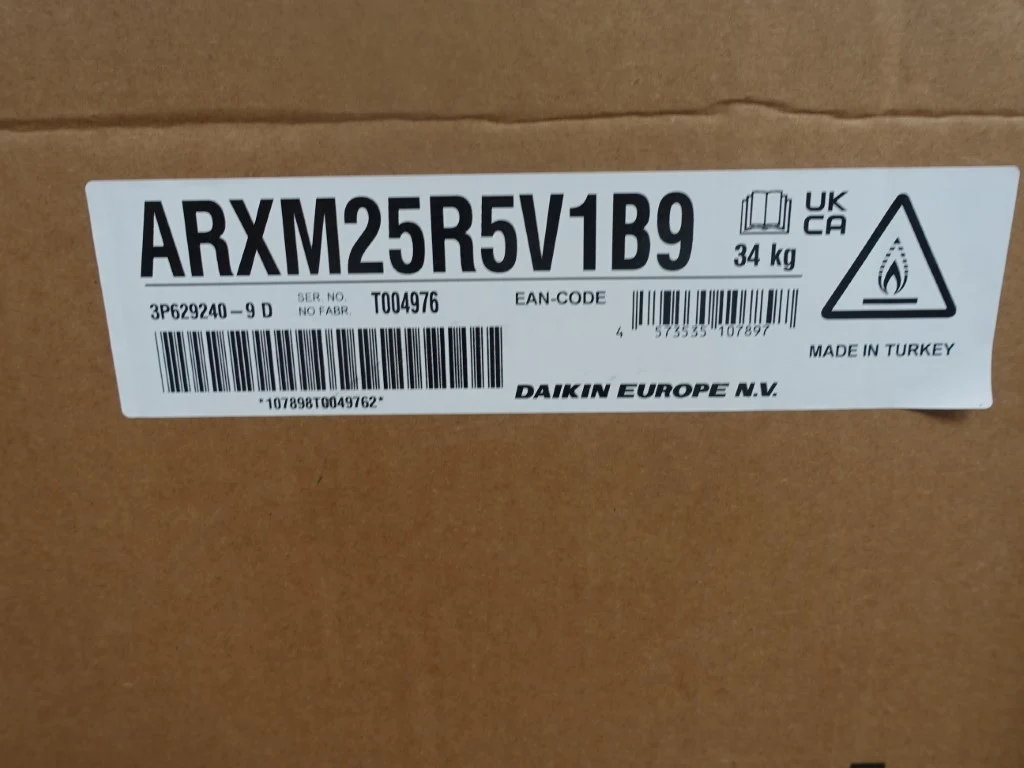 ARXM25R5V1B9
34 kg
UK
CA
3P629240-9 D
SER. NO.
NO FABR.
T004976
EAN-CODE
4 573535 107897
*107898T0049762*
DAIKIN EUROPE N.V.
MADE IN TURKEY